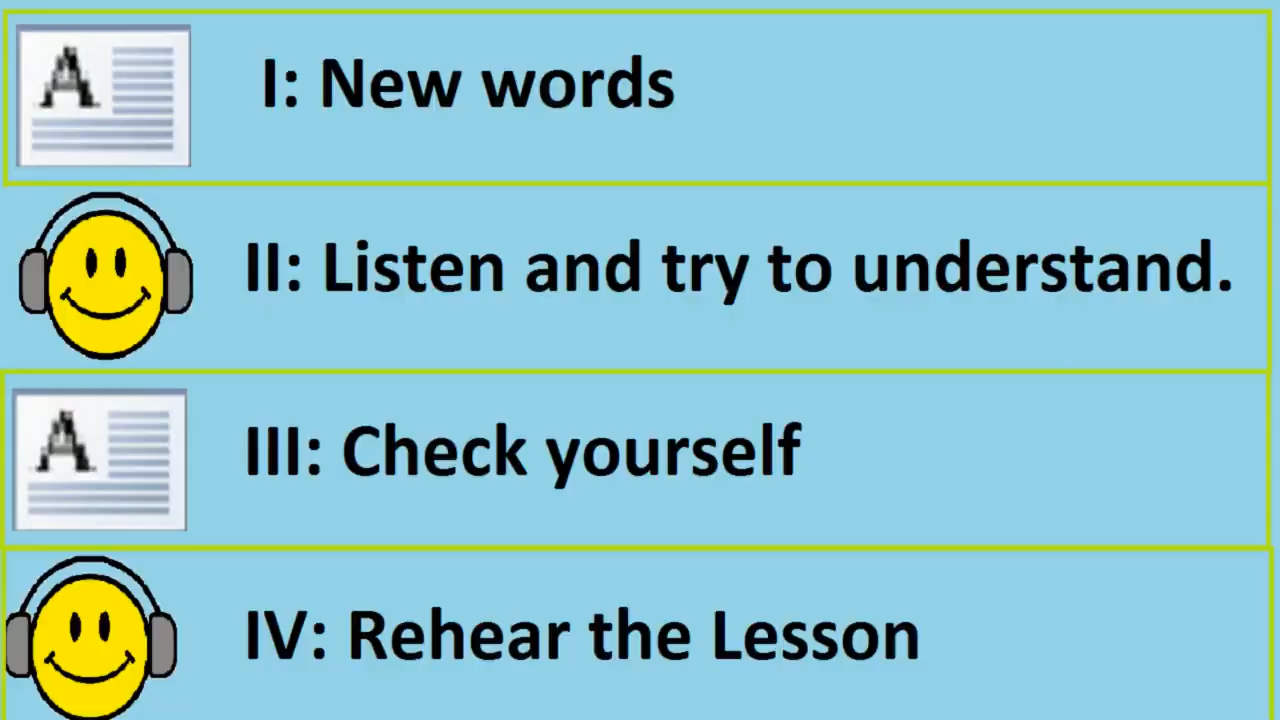 I: New words
II: Listen and try to understand.
III: Check yourself
IV: Rehear the Lesson